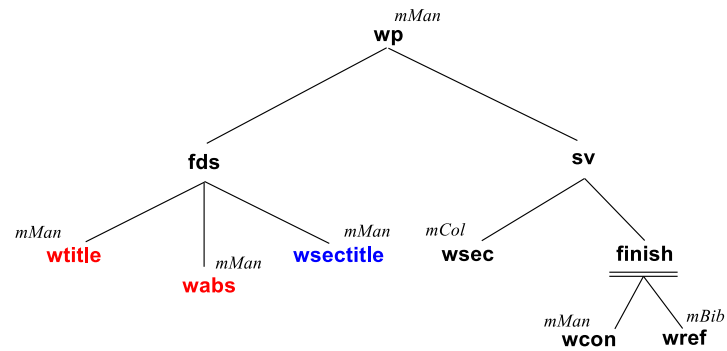 mMan
wp
fds
sv
mMan
wtitle
mMan
wabs
mMan
wsectitle
mCol
wsec
finish
mMan
wcon
mBib
wref